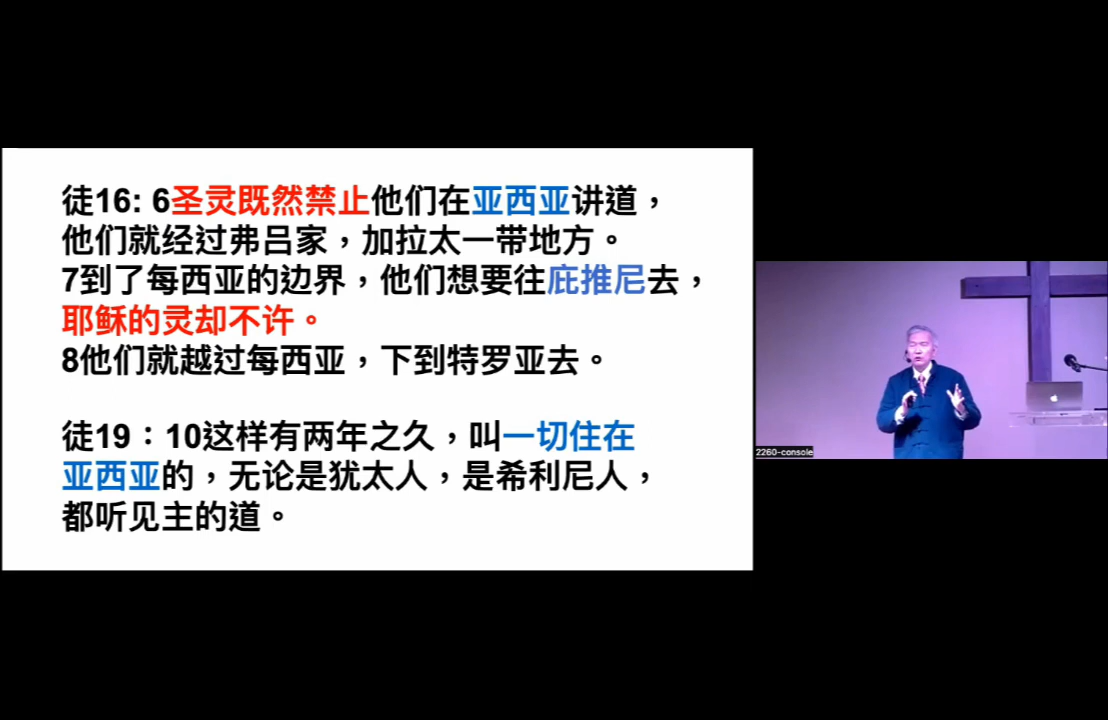 徒16: 6圣灵既然禁止他们在亚西亚讲道，
他们就经过弗吕家，加拉太一带地方。
7到了每西亚的边界，他们想要往庇推尼去，
耶稣的灵却不许。
8他们就越过每西亚，下到特罗亚去。
徒19：10这样有两年之久，叫一切住在
亚西亚的，无论是犹太人，是希利尼人，
都听见主的道。
2260-console